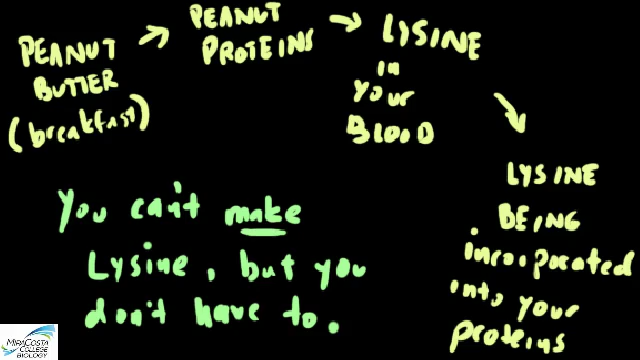 PEANUT
BUTTER
(breakfast)
PEANUT
PROTEINS
LYSINE
in
your
BLOOD
LYSINE
BEING
incorporated
into your
proteins
You can't make
Lysine, but you
don't have to.
MIRACOSTA
COLLEGE
BIOLOGY